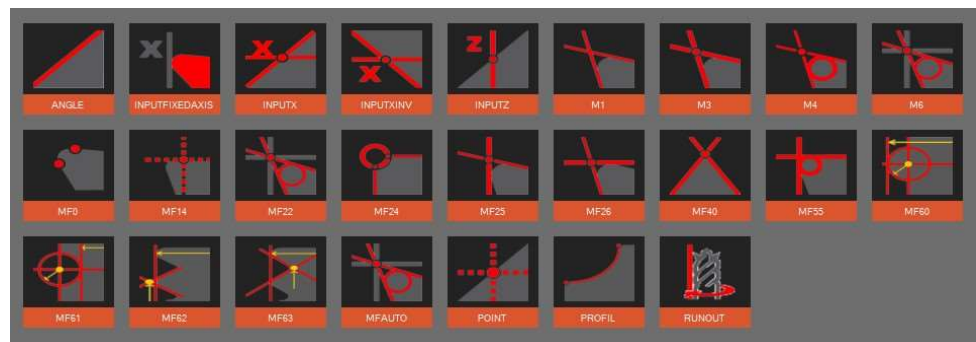 X
X
X
Z
ANGLE
INPUTFIXEDAXIS
INPUTX
INPUTXINV
INPUTZ
M1
M3
M4
M6
MF0
MF14
MF22
MF24
MF25
MF26
MF40
MF55
MF60
MF61
MF62
MF63
MFAUTO
POINT
PROFIL
RUNOUT